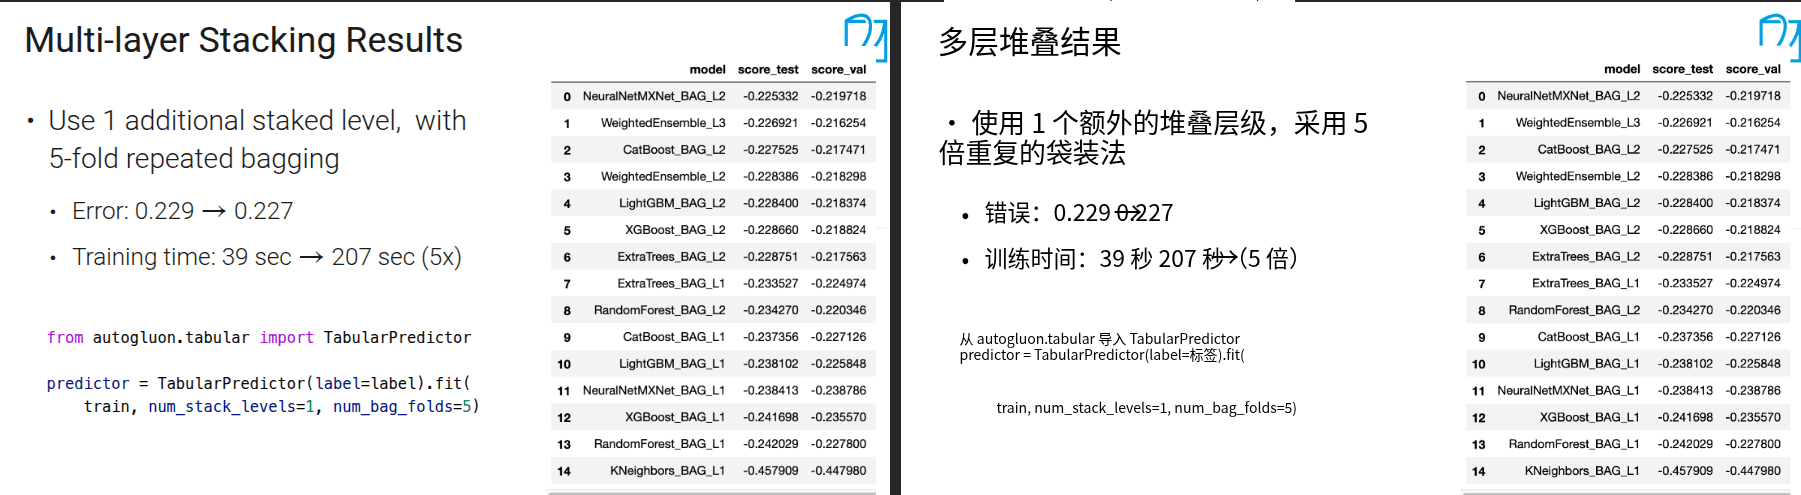 Multi-layer Stacking Results
• Use 1 additional staked level, with
5-fold repeated bagging
• Error: 0.229 → 0.227
• Training time: 39 sec → 207 sec (5x)
from autogluon.tabular import TabularPredictor
predictor = TabularPredictor(label=label).fit(
train, num_stack_levels=1, num_bag_folds=5)
model score_test score_val
0 NeuralNetMXNet_BAG_L2 -0.225332 -0.219718
1 WeightedEnsemble_L3 -0.226921 -0.216254
2 CatBoost_BAG_L2 -0.227525 -0.217471
3 WeightedEnsemble_L2 -0.228386 -0.218298
4 LightGBM_BAG_L2 -0.228400 -0.218374
5 XGBoost_BAG_L2 -0.228660 -0.218824
6 ExtraTrees_BAG_L2 -0.228751 -0.217563
7 ExtraTrees_BAG_L1 -0.233527 -0.224974
8 RandomForest_BAG_L2 -0.234270 -0.220346
9 CatBoost_BAG_L1 -0.237356 -0.227126
10 LightGBM_BAG_L1 -0.238102 -0.225848
11 NeuralNetMXNet_BAG_L1 -0.238413 -0.238786
12 XGBoost_BAG_L1 -0.241698 -0.235570
13 RandomForest_BAG_L1 -0.242029 -0.227800
14 KNeighbors_BAG_L1 -0.457909 -0.447980
多层堆叠结果
• 使用 1 个额外的堆叠层级，采用 5
倍重复的袋装法
• 错误：0.229 → 0.227
• 训练时间：39 秒 207 秒→（5 倍）
从 autogluon.tabular 导入 TabularPredictor
predictor = TabularPredictor(label=标签).fit(
train, num_stack_levels=1, num_bag_folds=5)
model score_test score_val
0 NeuralNetMXNet_BAG_L2 -0.225332 -0.219718
1 WeightedEnsemble_L3 -0.226921 -0.216254
2 CatBoost_BAG_L2 -0.227525 -0.217471
3 WeightedEnsemble_L2 -0.228386 -0.218298
4 LightGBM_BAG_L2 -0.228400 -0.218374
5 XGBoost_BAG_L2 -0.228660 -0.218824
6 ExtraTrees_BAG_L2 -0.228751 -0.217563
7 ExtraTrees_BAG_L1 -0.233527 -0.224974
8 RandomForest_BAG_L2 -0.234270 -0.220346
9 CatBoost_BAG_L1 -0.237356 -0.227126
10 LightGBM_BAG_L1 -0.238102 -0.225848
11 NeuralNetMXNet_BAG_L1 -0.238413 -0.238786
12 XGBoost_BAG_L1 -0.241698 -0.235570
13 RandomForest_BAG_L1 -0.242029 -0.227800
14 KNeighbors_BAG_L1 -0.457909 -0.447980